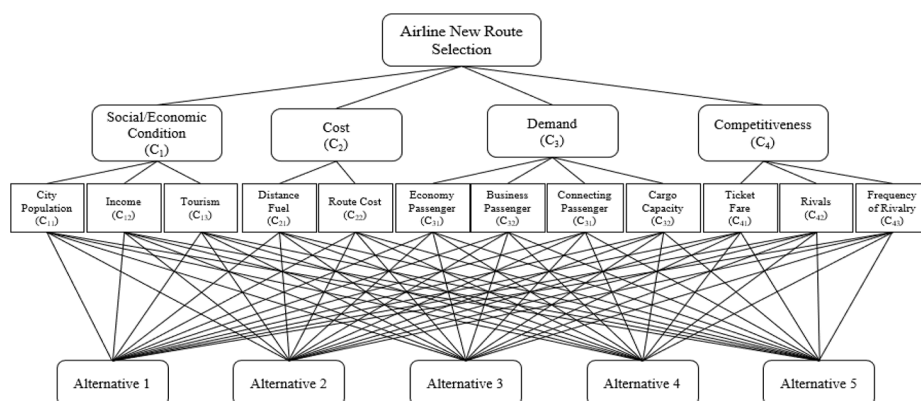 Airline New Route
Selection
Social/Economic
Condition
(C₁)
Cost
(C₂)
Demand
(C₃)
Competitiveness
(C₄)
City
Population
(C₁₁)
Income
(C₁₂)
Tourism
(C₁₃)
Distance
Fuel
(C₂₁)
Route Cost
(C₂₂)
Economy
Passenger
(C₃₁)
Business
Passenger
(C₃₂)
Connecting
Passenger
(C₃₁)
Cargo
Capacity
(C₃₂)
Ticket
Fare
(C₄₁)
Rivals
(C₄₂)
Frequency
of Rivalry
(C₄₃)
Alternative 1
Alternative 2
Alternative 3
Alternative 4
Alternative 5